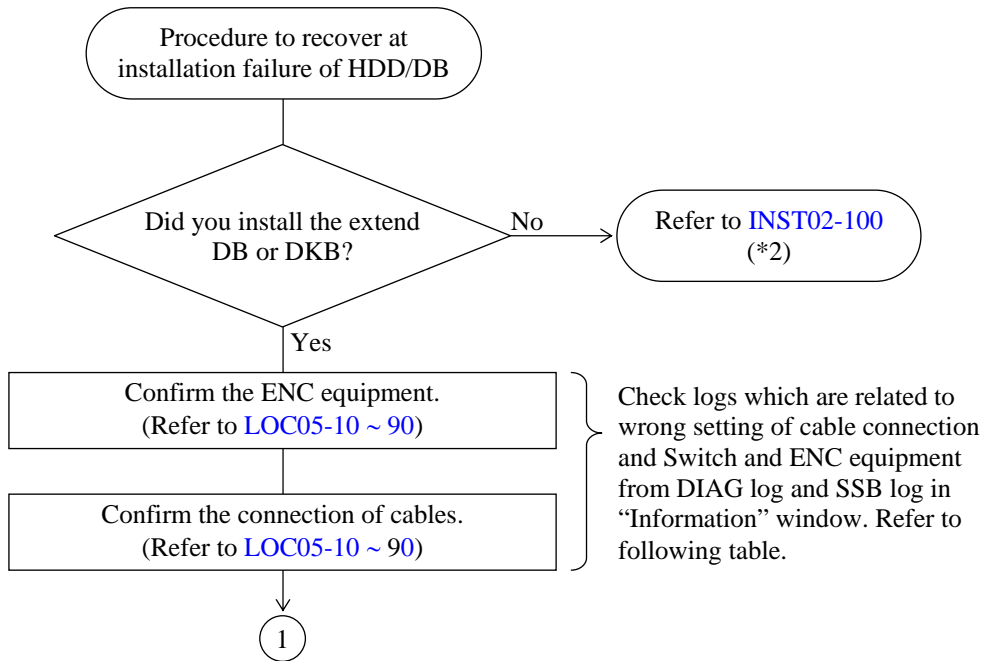 Procedure to recover at
installation failure of HDD/DB
Did you install the extend
DB or DKB?
No
Refer to INST02-100
(*2)
Yes
Confirm the ENC equipment.
(Refer to LOC05-10 ~ 90)
Confirm the connection of cables.
(Refer to LOC05-10 ~ 90)
Check logs which are related to
wrong setting of cable connection
and Switch and ENC equipment
from DIAG log and SSB log in
“Information” window. Refer to
following table.
1